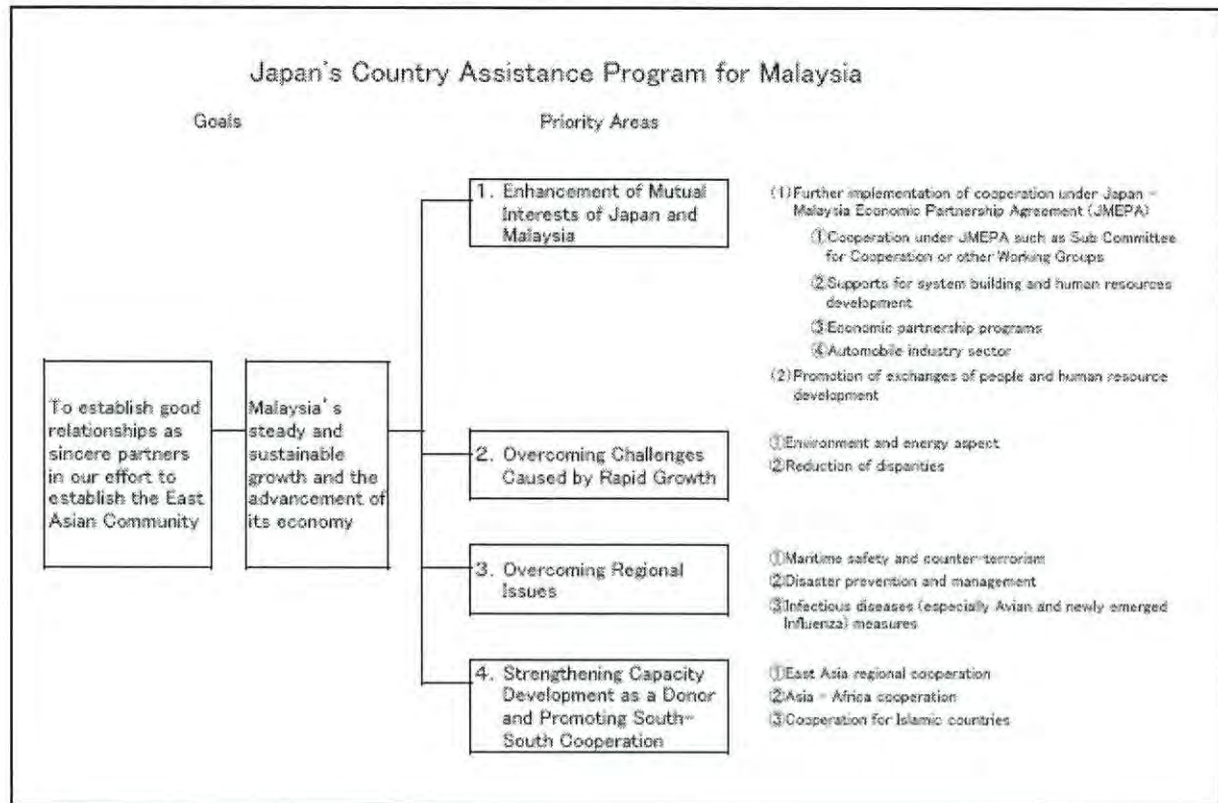 Japan's Country Assistance Program for Malaysia
Goals
Priority Areas
To establish good
relationships as
sincere partners
in our effort to
establish the East
Asian Community
Malaysia's
steady and
sustainable
growth and the
advancement of
its economy
1. Enhancement of Mutual
Interests of Japan and
Malaysia
(1)Further implementation of cooperation under Japan -
Malaysia Economic Partnership Agreement (JMEPA)
①Cooperation under JMEPA such as Sub Committee
for Cooperation or other Working Groups
②Supports for system building and human resources
development
③Economic partnership programs
④Automobile industry sector
(2)Promotion of exchanges of people and human resource
development
2. Overcoming Challenges
Caused by Rapid Growth
①Environment and energy aspect
②Reduction of disparities
3. Overcoming Regional
Issues
①Maritime safety and counter-terrorism
②Disaster prevention and management
③Infectious diseases (especially Avian and newly emerged
Influenza) measures
4. Strengthening Capacity
Development as a Donor
and Promoting South-
South Cooperation
①East Asia regional cooperation
②Asia - Africa cooperation
③Cooperation for Islamic countries